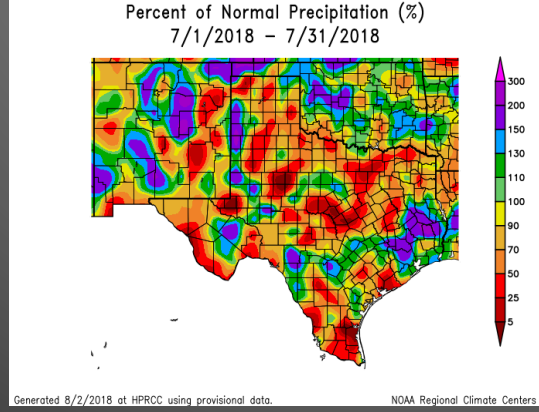 Percent of Normal Precipitation (%)
7/1/2018 – 7/31/2018
300
200
150
130
110
100
90
70
50
25
5
Generated 8/2/2018 at HPRCC using provisional data.
NOAA Regional Climate Centers